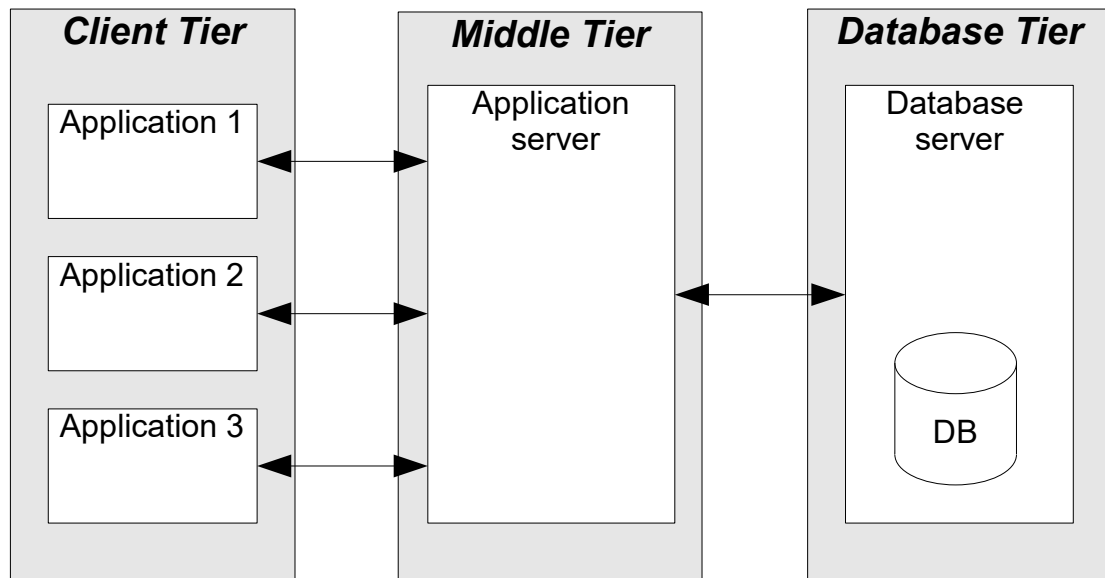 Client Tier
Application 1
Application 2
Application 3
Middle Tier
Application
server
Database Tier
Database
server
DB